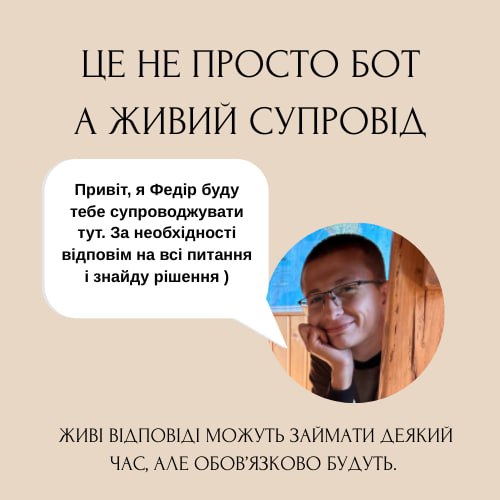 ЦЕ НЕ ПРОСТО БОТ
А ЖИВИЙ СУПРОВІД
Привіт, я Федір буду
тебе супроводжувати
тут. За необхідності
відповім на всі питання
і знайду рішення )
ЖИВІ ВІДПОВІДІ МОЖУТЬ ЗАЙМАТИ ДЕЯКИЙ
ЧАС, АЛЕ ОБОВ'ЯЗКОВО БУДУТЬ.